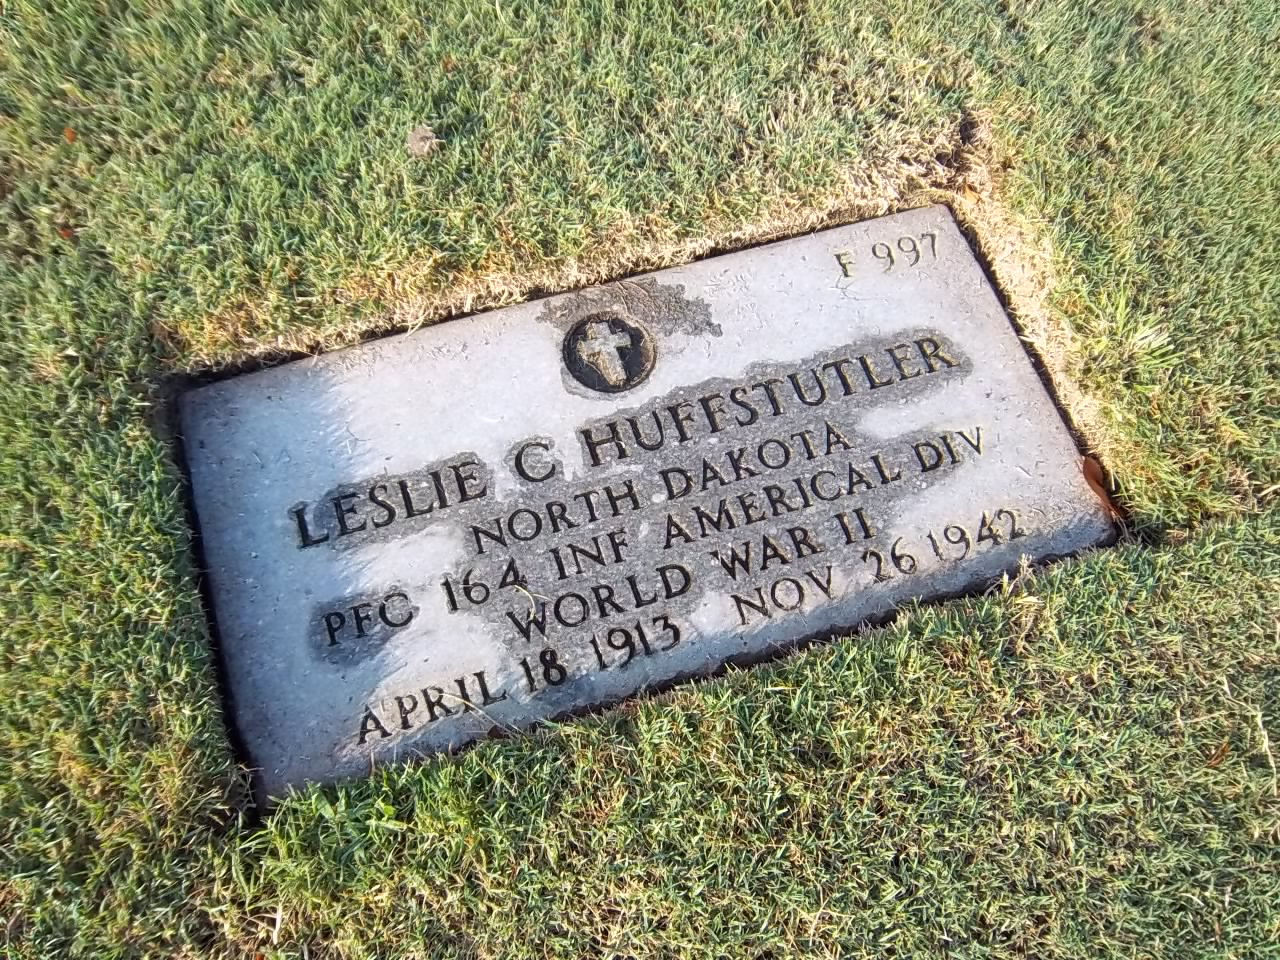 F 997
LESLIE C HUFFSTUTLER
NORTH DAKOTA
PFC 164 INF AMERICAL DIV
WORLD WAR II
APRIL 18 1913 NOV 26 1942